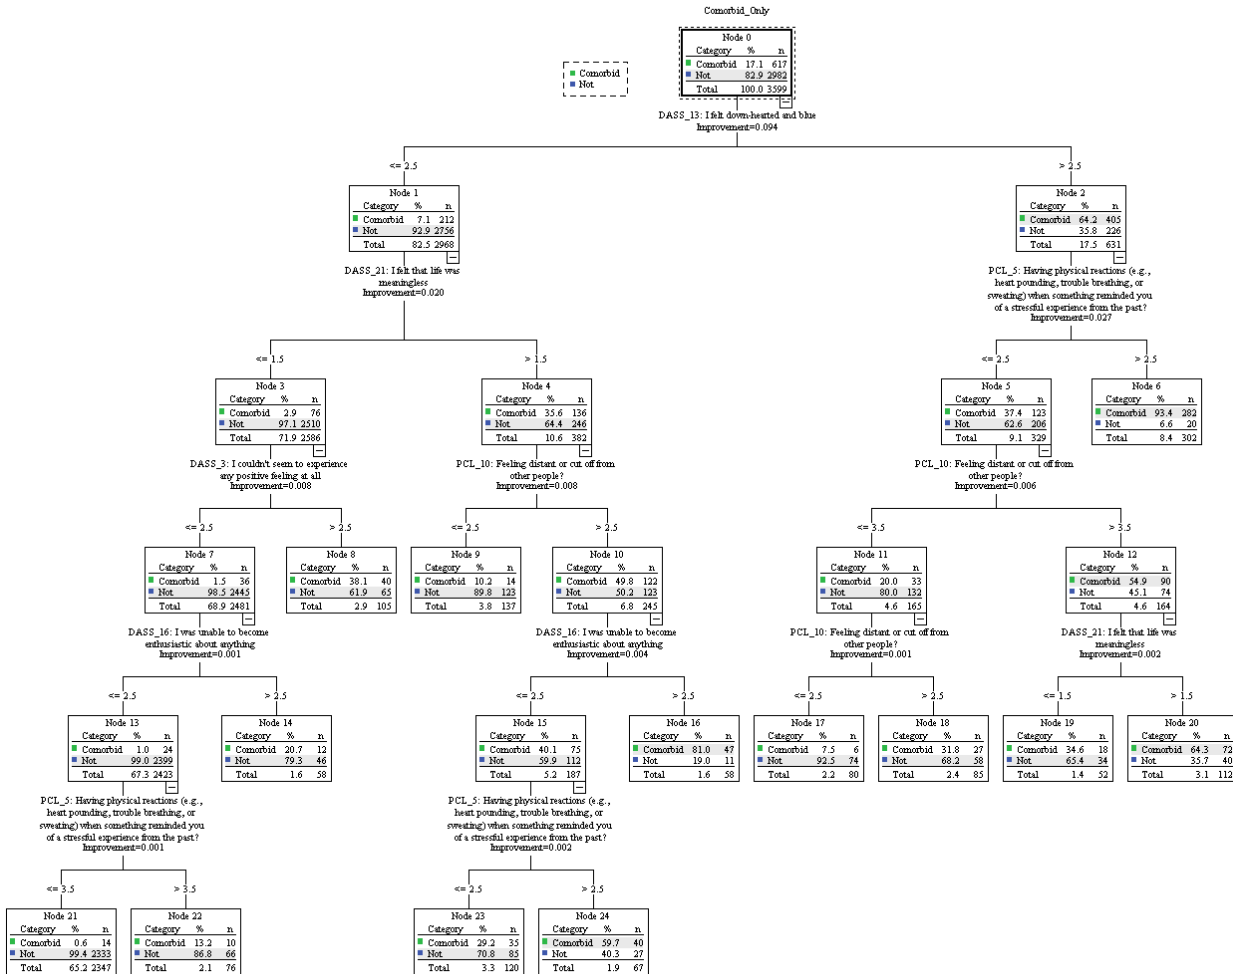 Comorbid_Only
Node 0
Category % n
Comorbid 17.1 617
Not 82.9 2982
Total 100.0 3599
Comorbid
Not
DASS_13: I felt down-hearted and blue
Improvement=0.094
<= 2.5
> 2.5
Node 1
Category % n
Comorbid 7.1 212
Not 92.9 2756
Total 82.5 2968
Node 2
Category % n
Comorbid 64.2 405
Not 35.8 226
Total 17.5 631
DASS_21: I felt that life was
meaningless
Improvement=0.020
PCL_5: Having physical reactions (e.g.,
heart pounding, trouble breathing, or
sweating) when something reminded you
of a stressful experience from the past?
Improvement=0.027
<= 1.5
> 1.5
<= 2.5
> 2.5
Node 3
Category % n
Comorbid 2.9 76
Not 97.1 2510
Total 71.9 2586
Node 4
Category % n
Comorbid 35.6 136
Not 64.4 246
Total 10.6 382
Node 5
Category % n
Comorbid 37.4 123
Not 62.6 206
Total 9.1 329
Node 6
Category % n
Comorbid 93.4 282
Not 6.6 20
Total 8.4 302
DASS_3: I couldn't seem to experience
any positive feeling at all
Improvement=0.008
PCL_10: Feeling distant or cut off from
other people?
Improvement=0.008
PCL_10: Feeling distant or cut off from
other people?
Improvement=0.006
<= 2.5
> 2.5
<= 2.5
> 2.5
<= 3.5
> 3.5
Node 7
Category % n
Comorbid 1.5 36
Not 98.5 2445
Total 68.9 2481
Node 8
Category % n
Comorbid 38.1 40
Not 61.9 65
Total 2.9 105
Node 9
Category % n
Comorbid 10.2 14
Not 89.8 123
Total 3.8 137
Node 10
Category % n
Comorbid 49.8 122
Not 50.2 123
Total 6.8 245
Node 11
Category % n
Comorbid 20.0 33
Not 80.0 132
Total 4.6 165
Node 12
Category % n
Comorbid 54.9 90
Not 45.1 74
Total 4.6 164
DASS_16: I was unable to become
enthusiastic about anything
Improvement=0.001
DASS_16: I was unable to become
enthusiastic about anything
Improvement=0.004
PCL_10: Feeling distant or cut off from
other people?
Improvement=0.001
DASS_21: I felt that life was
meaningless
Improvement=0.002
<= 2.5
> 2.5
<= 2.5
> 2.5
<= 2.5
> 2.5
<= 1.5
> 1.5
Node 13
Category % n
Comorbid 1.0 24
Not 99.0 2399
Total 67.3 2423
Node 14
Category % n
Comorbid 20.7 12
Not 79.3 46
Total 1.6 58
Node 15
Category % n
Comorbid 40.1 75
Not 59.9 112
Total 5.2 187
Node 16
Category % n
Comorbid 81.0 47
Not 19.0 11
Total 1.6 58
Node 17
Category % n
Comorbid 7.5 6
Not 92.5 74
Total 2.2 80
Node 18
Category % n
Comorbid 31.8 27
Not 68.2 58
Total 2.4 85
Node 19
Category % n
Comorbid 34.6 18
Not 65.4 34
Total 1.4 52
Node 20
Category % n
Comorbid 64.3 72
Not 35.7 40
Total 3.1 112
PCL_5: Having physical reactions (e.g.,
heart pounding, trouble breathing, or
sweating) when something reminded you
of a stressful experience from the past?
Improvement=0.001
PCL_5: Having physical reactions (e.g.,
heart pounding, trouble breathing, or
sweating) when something reminded you
of a stressful experience from the past?
Improvement=0.002
<= 3.5
> 3.5
<= 2.5
> 2.5
Node 21
Category % n
Comorbid 0.6 14
Not 99.4 2333
Total 65.2 2347
Node 22
Category % n
Comorbid 13.2 10
Not 86.8 66
Total 2.1 76
Node 23
Category % n
Comorbid 29.2 35
Not 70.8 85
Total 3.3 120
Node 24
Category % n
Comorbid 59.7 40
Not 40.3 27
Total 1.9 67